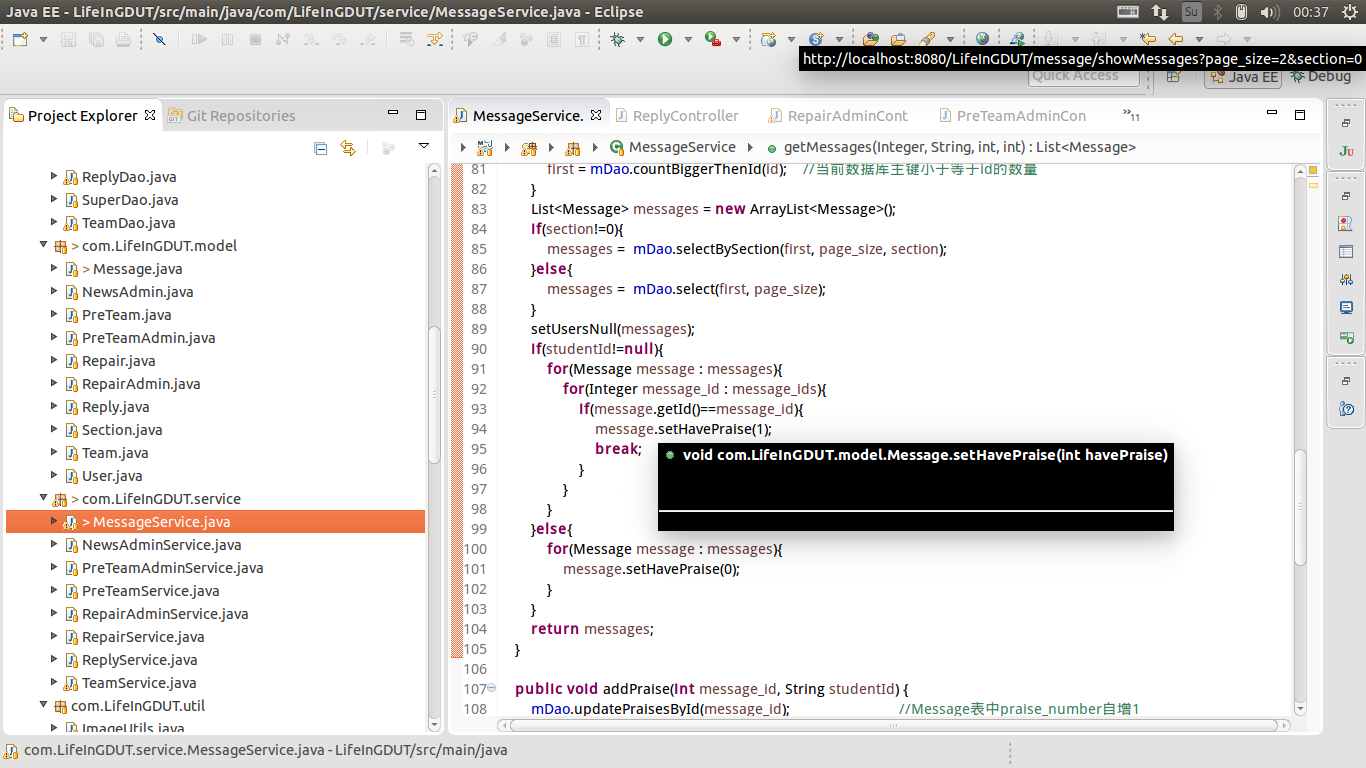 Java EE - LifeInGDUT/src/main/java/com/LifeInGDUT/service/MessageService.java - Eclipse
Su
00:37
http://localhost:8080/LifeInGDUT/message/showMessages?page_size=2&section=0
Quick Access
Java EE
Debug
Project Explorer
Git Repositories
MessageService.
ReplyController
RepairAdminCont
PreTeamAdminCon
»11
MessageService
getMessages(Integer, String, int, int) : List<Message>
ReplyDao.java
SuperDao.java
TeamDao.java
> com.LifeInGDUT.model
> Message.java
NewsAdmin.java
PreTeam.java
PreTeamAdmin.java
Repair.java
RepairAdmin.java
Reply.java
Section.java
Team.java
User.java
> com.LifeInGDUT.service
> MessageService.java
NewsAdminService.java
PreTeamAdminService.java
PreTeamService.java
RepairAdminService.java
RepairService.java
ReplyService.java
TeamService.java
com.LifeInGDUT.util
ImageUtils.java
81 first = mDao.countBiggerThenId(id); //当前数据库主键小于等于id的数量
82 }
83 List<Message> messages = new ArrayList<Message>();
84 if(section!=0){
85 messages = mDao.selectBySection(first, page_size, section);
86 }else{
87 messages = mDao.select(first, page_size);
88 }
89 setUsersNull(messages);
90 if(studentId!=null){
91 for(Message message : messages){
92 for(Integer message_id : message_ids){
93 if(message.getId()==message_id){
94 message.setHavePraise(1);
95 break;
96 }
97 }
98 }
99 }else{
100 for(Message message : messages){
101 message.setHavePraise(0);
102 }
103 }
104 return messages;
105 }
106
107 public void addPraise(int message_id, String studentId) {
108 mDao.updatePraisesById(message_id); //Message表中praise_number自增1
void com.LifeInGDUT.model.Message.setHavePraise(int havePraise)
com.LifeInGDUT.service.MessageService.java - LifeInGDUT/src/main/java